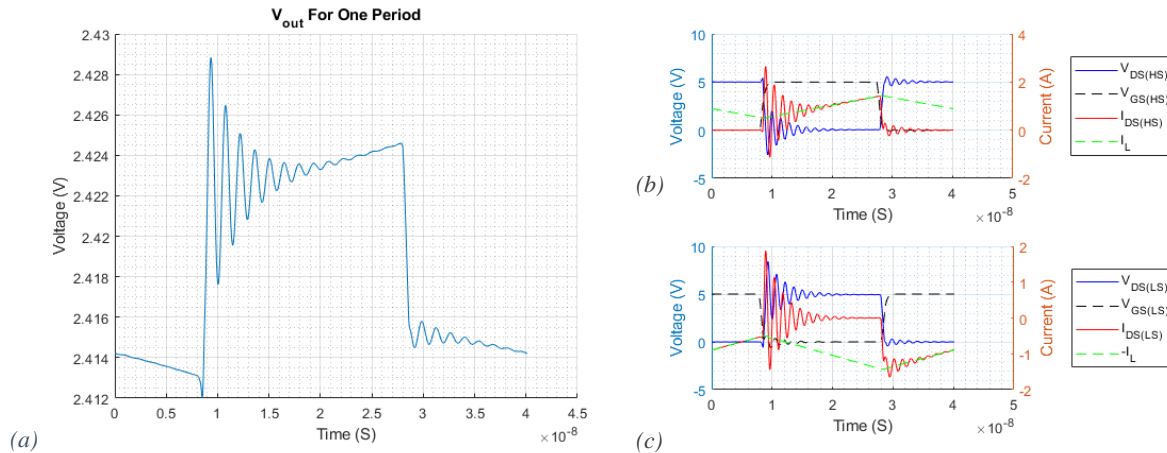 V_out For One Period
2.43
2.428
2.426
2.424
2.422
2.42
2.418
2.416
2.414
2.412
Voltage (V)
0 0.5 1 1.5 2 2.5 3 3.5 4 4.5
Time (S)
×10⁻⁸
(a)
10
5
0
-5
Voltage (V)
4
2
0
-2
Current (A)
0 1 2 3 4 5
Time (S)
×10⁻⁸
V_DS(HS)
V_GS(HS)
I_DS(HS)
I_L
(b)
10
5
0
-5
Voltage (V)
2
1
0
-1
-2
Current (A)
0 1 2 3 4 5
Time (S)
×10⁻⁸
V_DS(LS)
V_GS(LS)
I_DS(LS)
-I_L
(c)